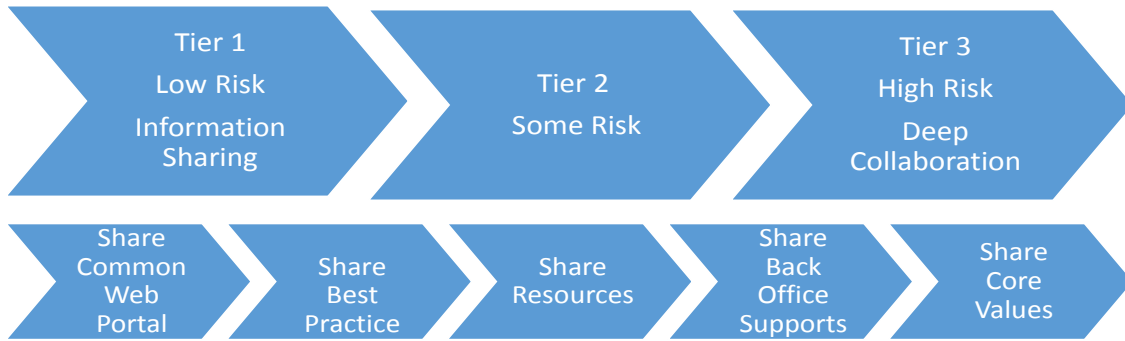 Tier 1
Low Risk
Information
Sharing
Tier 2
Some Risk
Tier 3
High Risk
Deep
Collaboration
Share
Common
Web
Portal
Share
Best
Practice
Share
Resources
Share
Back
Office
Supports
Share
Core
Values